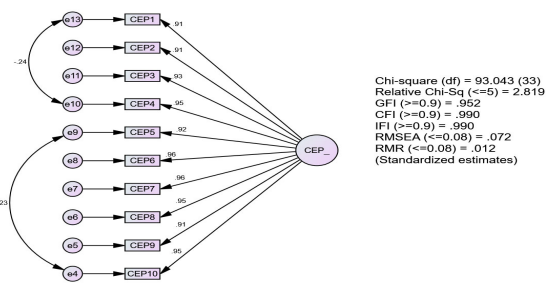 e13 CEP1 .91
e12 CEP2 .91
e11 CEP3 .93
-.24
e10 CEP4 .95
e9 CEP5 .92
e8 CEP6 .96
CEP_
e7 CEP7 .96
23
e6 CEP8 .95
e5 CEP9 .91
e4 CEP10 .95
Chi-square (df) = 93.043 (33)
Relative Chi-Sq (<=5) = 2.819
GFI (>=0.9) = .952
CFI (>=0.9) = .990
IFI (>=0.9) = .990
RMSEA (<=0.08) = .072
RMR (<=0.08) = .012
(Standardized estimates)